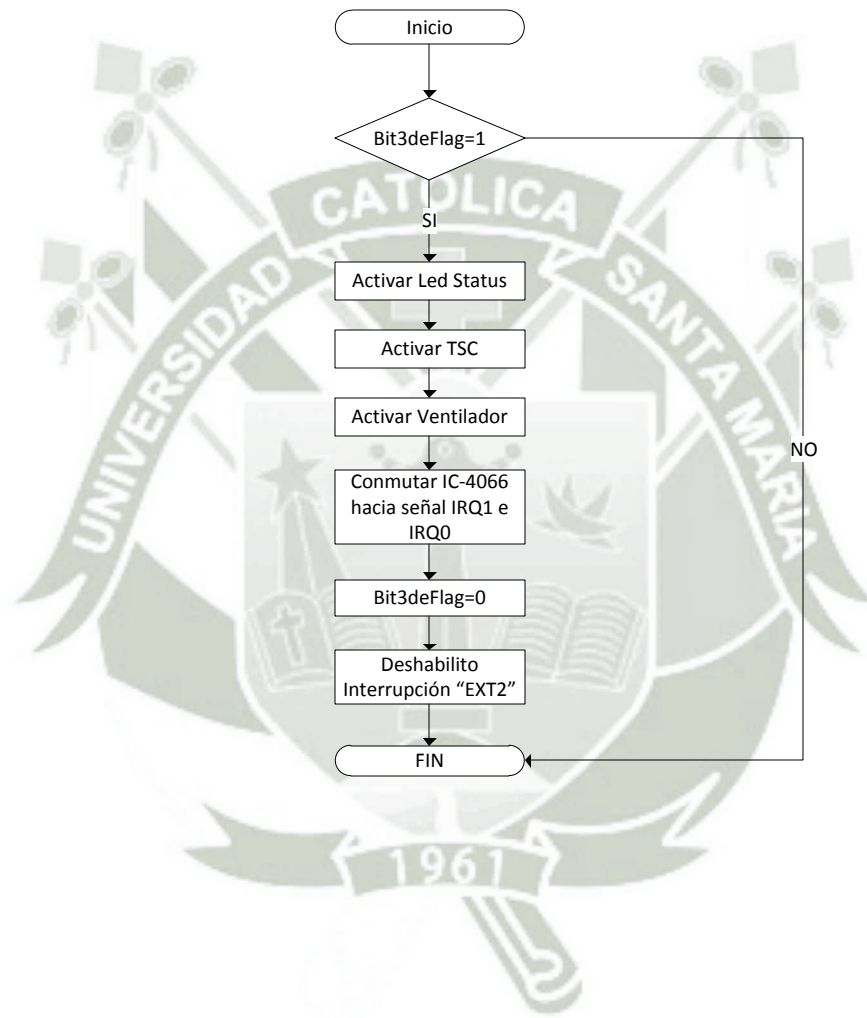 Inicio
Bit3deFlag=1
SI
Activar Led Status
Activar TSC
Activar Ventilador
NO
Conmutar IC-4066
hacia señal IRQ1 e
IRQ0
Bit3deFlag=0
Deshabilito
Interrupción “EXT2”
FIN
UNIVERSIDAD CATOLICA SANTA MARIA
1961